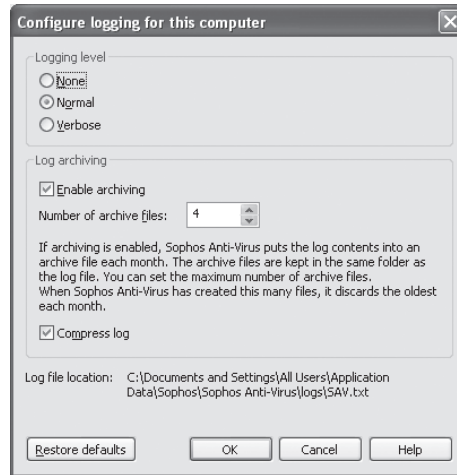 Configure logging for this computer
Logging level
None
Normal
Verbose
Log archiving
Enable archiving
Number of archive files:
4
If archiving is enabled, Sophos Anti-Virus puts the log contents into an
archive file each month. The archive files are kept in the same folder as
the log file. You can set the maximum number of archive files.
When Sophos Anti-Virus has created this many files, it discards the oldest
each month.
Compress log
Log file location:
C:\Documents and Settings\All Users\Application
Data\Sophos\Sophos Anti-Virus\logs\SAV.txt
Restore defaults
OK
Cancel
Help